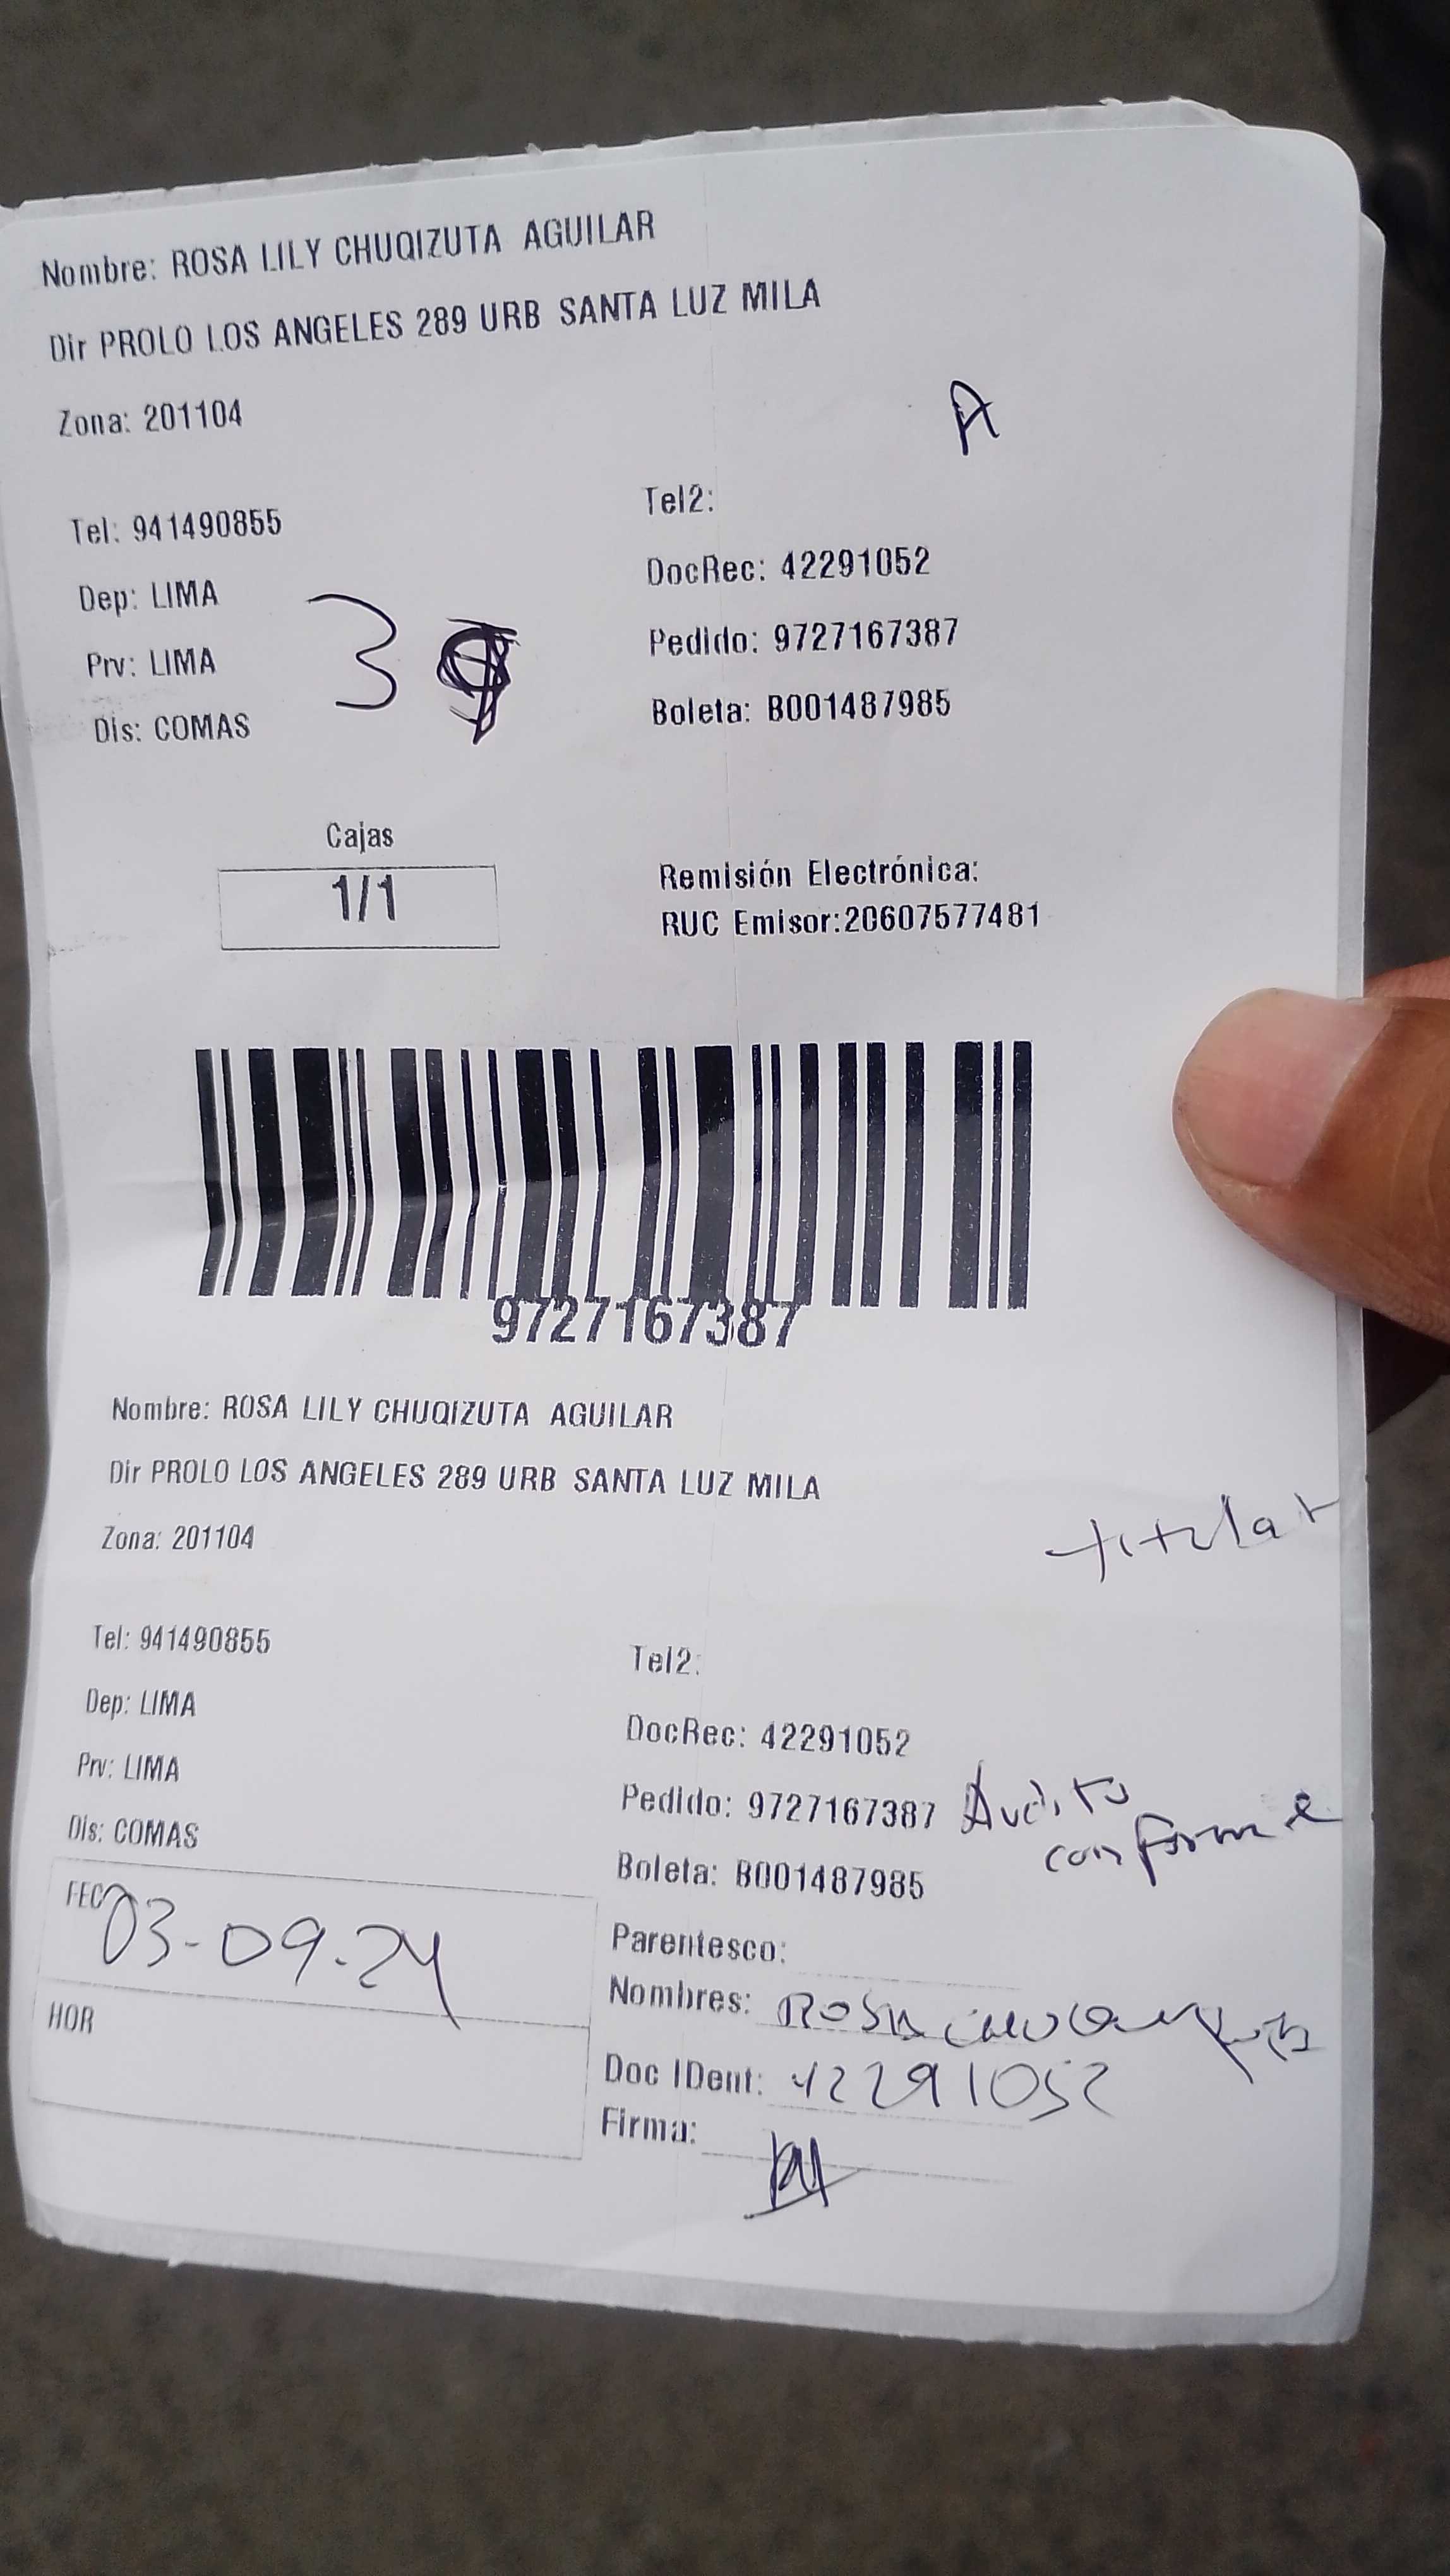 Nombre: ROSA LILY CHUQIZUTA AGUILAR
Dir PROLO LOS ANGELES 289 URB SANTA LUZ MILA
Zona: 201104
A
Tel: 941490855
Tel2:
Dep: LIMA
DocRec: 42291052
Prv: LIMA
3
Pedido: 9727167387
Dis: COMAS
Boleta: B001487985
Cajas
1/1
Remisión Electrónica:
RUC Emisor:20607577481
9727167387
Nombre: ROSA LILY CHUQIZUTA AGUILAR
Dir PROLO LOS ANGELES 289 URB SANTA LUZ MILA
Zona: 201104
titular
Tel: 941490855
Tel2:
Dep: LIMA
DocRec: 42291052
Prv: LIMA
Pedido: 9727167387
Audito
conforme
Dis: COMAS
Boleta: B001487985
FEC 03-09-24
Parentesco:
HOR
Nombres: ROSA
Doc IDent: 42291052
Firma: